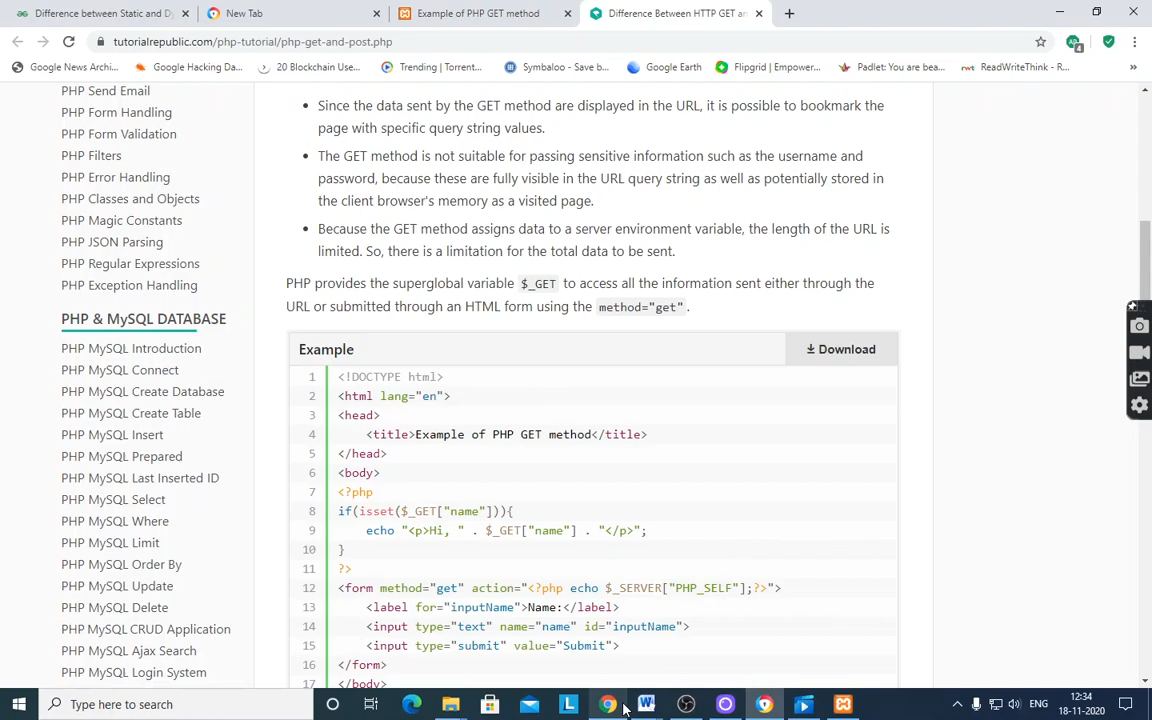 Difference between Static and Dy
New Tab
Example of PHP GET method
Difference Between HTTP GET an
tutorialrepublic.com/php-tutorial/php-get-and-post.php
Google News Archi...
Google Hacking Da...
20 Blockchain Use...
Trending | Torrent...
Symbaloo - Save b...
Google Earth
Flipgrid | Empower...
Padlet: You are bea...
ReadWriteThink - R...
PHP Send Email
PHP Form Handling
PHP Form Validation
PHP Filters
PHP Error Handling
PHP Classes and Objects
PHP Magic Constants
PHP JSON Parsing
PHP Regular Expressions
PHP Exception Handling
PHP & MySQL DATABASE
PHP MySQL Introduction
PHP MySQL Connect
PHP MySQL Create Database
PHP MySQL Create Table
PHP MySQL Insert
PHP MySQL Prepared
PHP MySQL Last Inserted ID
PHP MySQL Select
PHP MySQL Where
PHP MySQL Limit
PHP MySQL Order By
PHP MySQL Update
PHP MySQL Delete
PHP MySQL CRUD Application
PHP MySQL Ajax Search
PHP MySQL Login System
Since the data sent by the GET method are displayed in the URL, it is possible to bookmark the
page with specific query string values.
The GET method is not suitable for passing sensitive information such as the username and
password, because these are fully visible in the URL query string as well as potentially stored in
the client browser's memory as a visited page.
Because the GET method assigns data to a server environment variable, the length of the URL is
limited. So, there is a limitation for the total data to be sent.
PHP provides the superglobal variable $_GET to access all the information sent either through the
URL or submitted through an HTML form using the method="get".
Example
Download
1 <!DOCTYPE html>
2 <html lang="en">
3 <head>
4 <title>Example of PHP GET method</title>
5 </head>
6 <body>
7 <?php
8 if(isset($_GET["name"])){
9 echo "<p>Hi, " . $_GET["name"] . "</p>";
10 }
11 ?>
12 <form method="get" action="<?php echo $_SERVER["PHP_SELF"];?>">
13 <label for="inputName">Name:</label>
14 <input type="text" name="name" id="inputName">
15 <input type="submit" value="Submit">
16 </form>
17 </body>
Type here to search
ENG
12:34
18-11-2020